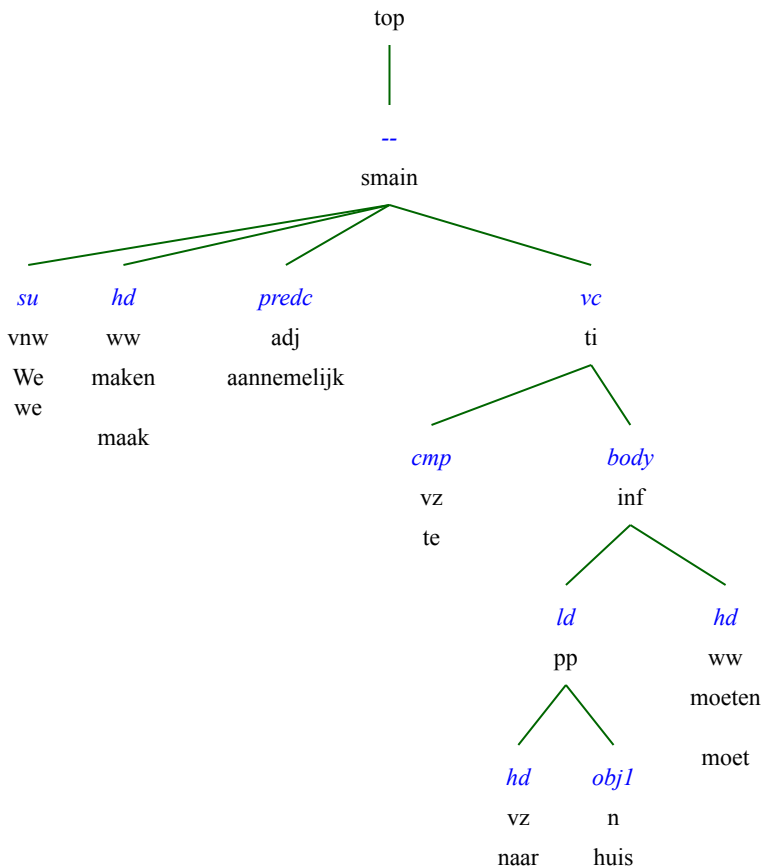 top
--
smain
su hd predc vc
vnw ww adj ti
We maken aannemelijk
we
maak
cmp body
vz inf
te
ld hd
pp ww
moeten
moet
hd obj1
vz n
naar huis